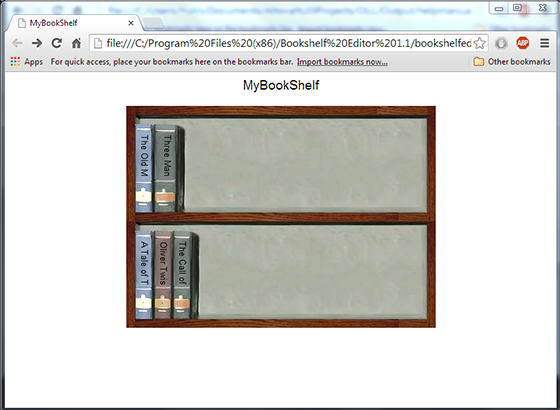 MyBookShelf
file:///C:/Program%20Files%20(x86)/Bookshelf%20Editor%201.1/bookshelfed
ABP
Apps For quick access, place your bookmarks here on the bookmarks bar. Import bookmarks now... Other bookmarks
MyBookShelf
The Old M
Three Man
A Tale of T
Oliver Twis
The Call of